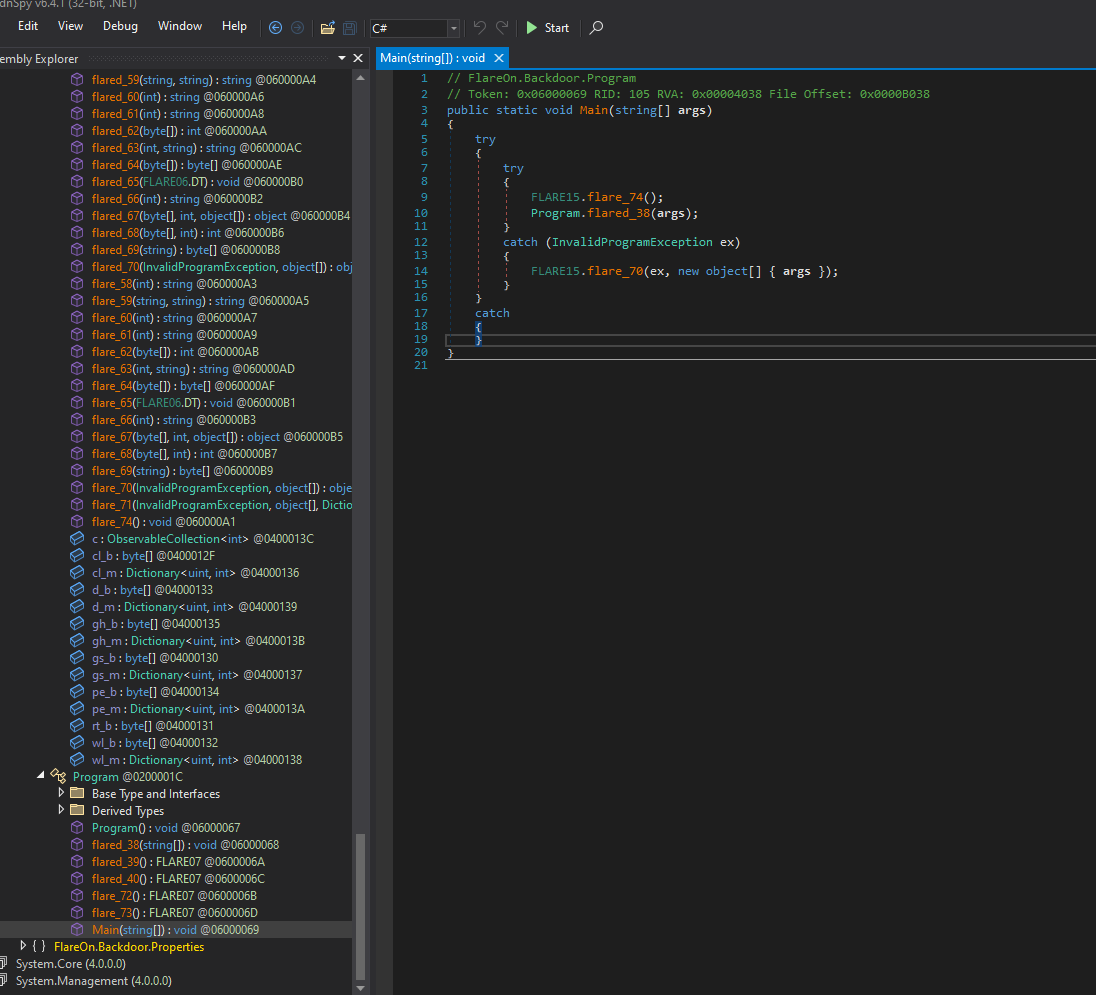 dnSpy v6.4.1 (32-bit, .NET)
Edit View Debug Window Help C# Start
embly Explorer
Main(string[]) : void
flared_59(string, string) : string @060000A4
flared_60(int) : string @060000A6
flared_61(int) : string @060000A8
flared_62(byte[]) : int @060000AA
flared_63(int, string) : string @060000AC
flared_64(byte[]) : byte[] @060000AE
flared_65(FLARE06.DT) : void @060000B0
flared_66(int) : string @060000B2
flared_67(byte[], int, object[]) : object @060000B4
flared_68(byte[], int) : int @060000B6
flared_69(string) : byte[] @060000B8
flared_70(InvalidProgramException, object[]) : obj
flare_58(int) : string @060000A3
flare_59(string, string) : string @060000A5
flare_60(int) : string @060000A7
flare_61(int) : string @060000A9
flare_62(byte[]) : int @060000AB
flare_63(int, string) : string @060000AD
flare_64(byte[]) : byte[] @060000AF
flare_65(FLARE06.DT) : void @060000B1
flare_66(int) : string @060000B3
flare_67(byte[], int, object[]) : object @060000B5
flare_68(byte[], int) : int @060000B7
flare_69(string) : byte[] @060000B9
flare_70(InvalidProgramException, object[]) : obje
flare_71(InvalidProgramException, object[], Dictio
flare_74() : void @060000A1
c : ObservableCollection<int> @0400013C
cl_b : byte[] @0400012F
cl_m : Dictionary<uint, int> @04000136
d_b : byte[] @04000133
d_m : Dictionary<uint, int> @04000139
gh_b : byte[] @04000135
gh_m : Dictionary<uint, int> @0400013B
gs_b : byte[] @04000130
gs_m : Dictionary<uint, int> @04000137
pe_b : byte[] @04000134
pe_m : Dictionary<uint, int> @0400013A
rt_b : byte[] @04000131
wl_b : byte[] @04000132
wl_m : Dictionary<uint, int> @04000138
Program @0200001C
Base Type and Interfaces
Derived Types
Program() : void @06000067
flared_38(string[]) : void @06000068
flared_39() : FLARE07 @0600006A
flared_40() : FLARE07 @0600006C
flare_72() : FLARE07 @0600006B
flare_73() : FLARE07 @0600006D
Main(string[]) : void @06000069
{ } FlareOn.Backdoor.Properties
System.Core (4.0.0.0)
System.Management (4.0.0.0)
1 // FlareOn.Backdoor.Program
2 // Token: 0x06000069 RID: 105 RVA: 0x00004038 File Offset: 0x0000B038
3 public static void Main(string[] args)
4 {
5 try
6 {
7 try
8 {
9 FLARE15.flare_74();
10 Program.flared_38(args);
11 }
12 catch (InvalidProgramException ex)
13 {
14 FLARE15.flare_70(ex, new object[] { args });
15 }
16 }
17 catch
18 {
19 }
20 }
21